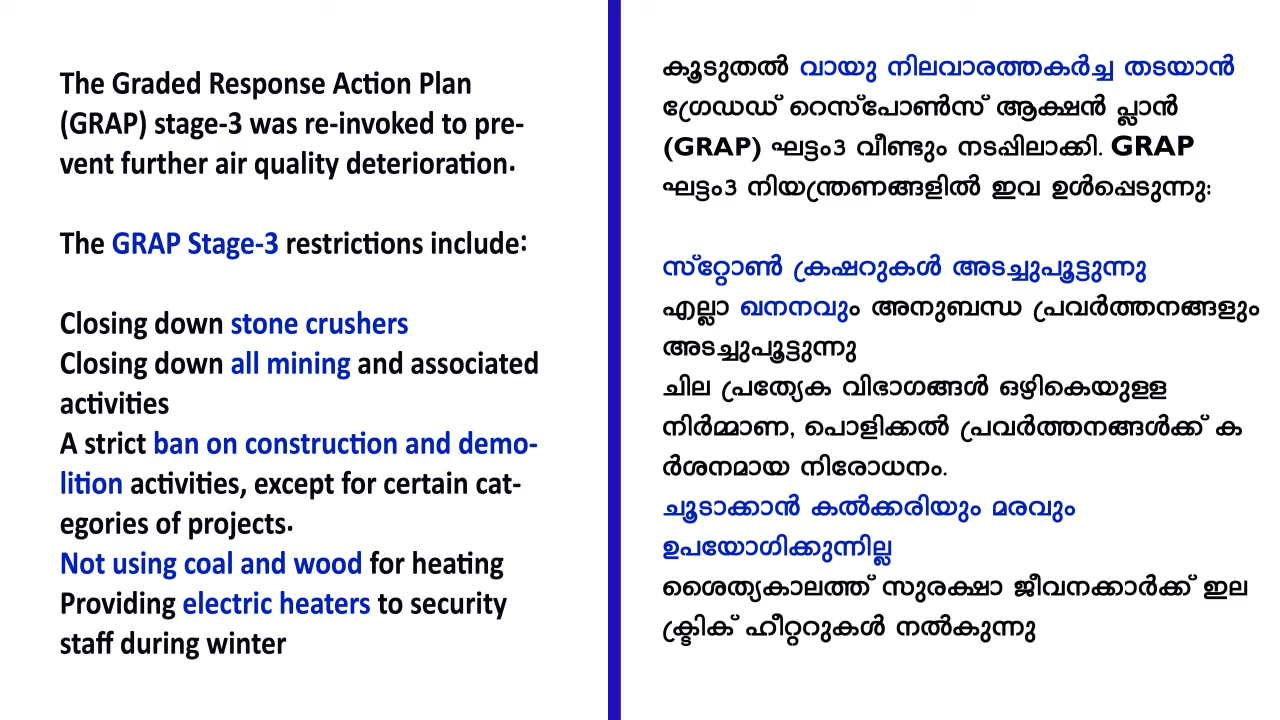 The Graded Response Action Plan
(GRAP) stage-3 was re-invoked to pre-
vent further air quality deterioration.
The GRAP Stage-3 restrictions include:
Closing down stone crushers
Closing down all mining and associated
activities
A strict ban on construction and demo-
lition activities, except for certain cat-
egories of projects.
Not using coal and wood for heating
Providing electric heaters to security
staff during winter
കൂടുതൽ വായു നിലവാരത്തകർച്ച തടയാൻ
ഗ്രേഡഡ് റെസ്പോൺസ് ആക്ഷൻ പ്ലാൻ
(GRAP) ഘട്ടം3 വീണ്ടും നടപ്പിലാക്കി. GRAP
ഘട്ടം3 നിയന്ത്രണങ്ങളിൽ ഇവ ഉൾപ്പെടുന്നു:
സ്റ്റോൺ ക്രഷറുകൾ അടച്ചുപൂട്ടുന്നു
എല്ലാ ഖനനവും അനുബന്ധ പ്രവർത്തനങ്ങളും
അടച്ചുപൂട്ടുന്നു
ചില പ്രത്യേക വിഭാഗങ്ങൾ ഒഴികെയുളള
നിർമ്മാണ, പൊളിക്കൽ പ്രവർത്തനങ്ങൾക്ക് ക
ർശനമായ നിരോധനം.
ചൂടാക്കാൻ കൽക്കരിയും മരവും
ഉപയോഗിക്കുന്നില്ല
ശൈത്യകാലത്ത് സുരക്ഷാ ജീവനക്കാർക്ക് ഇല
ക്ട്രിക് ഹീറ്ററുകൾ നൽകുന്നു